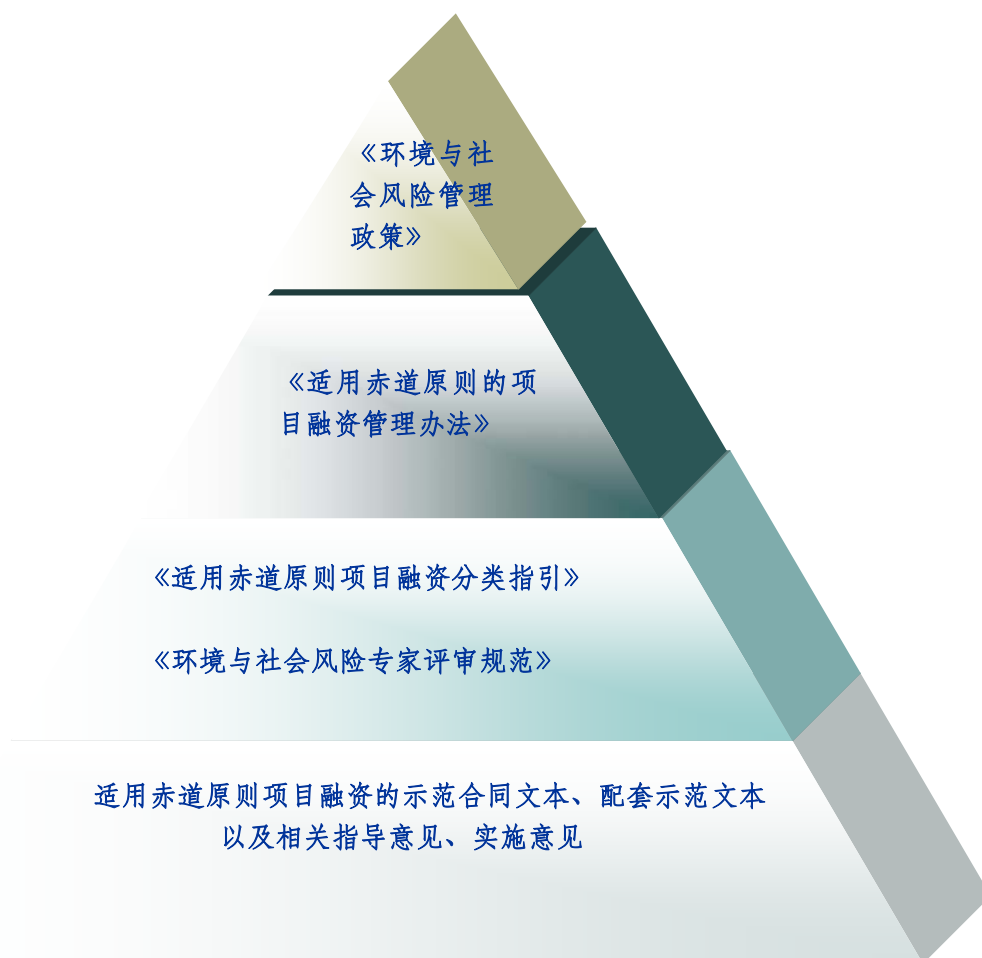 《环境与社
会风险管理
政策》
《适用赤道原则的项
目融资管理办法》
《适用赤道原则项目融资分类指引》
《环境与社会风险专家评审规范》
适用赤道原则项目融资的示范合同文本、配套示范文本
以及相关指导意见、实施意见